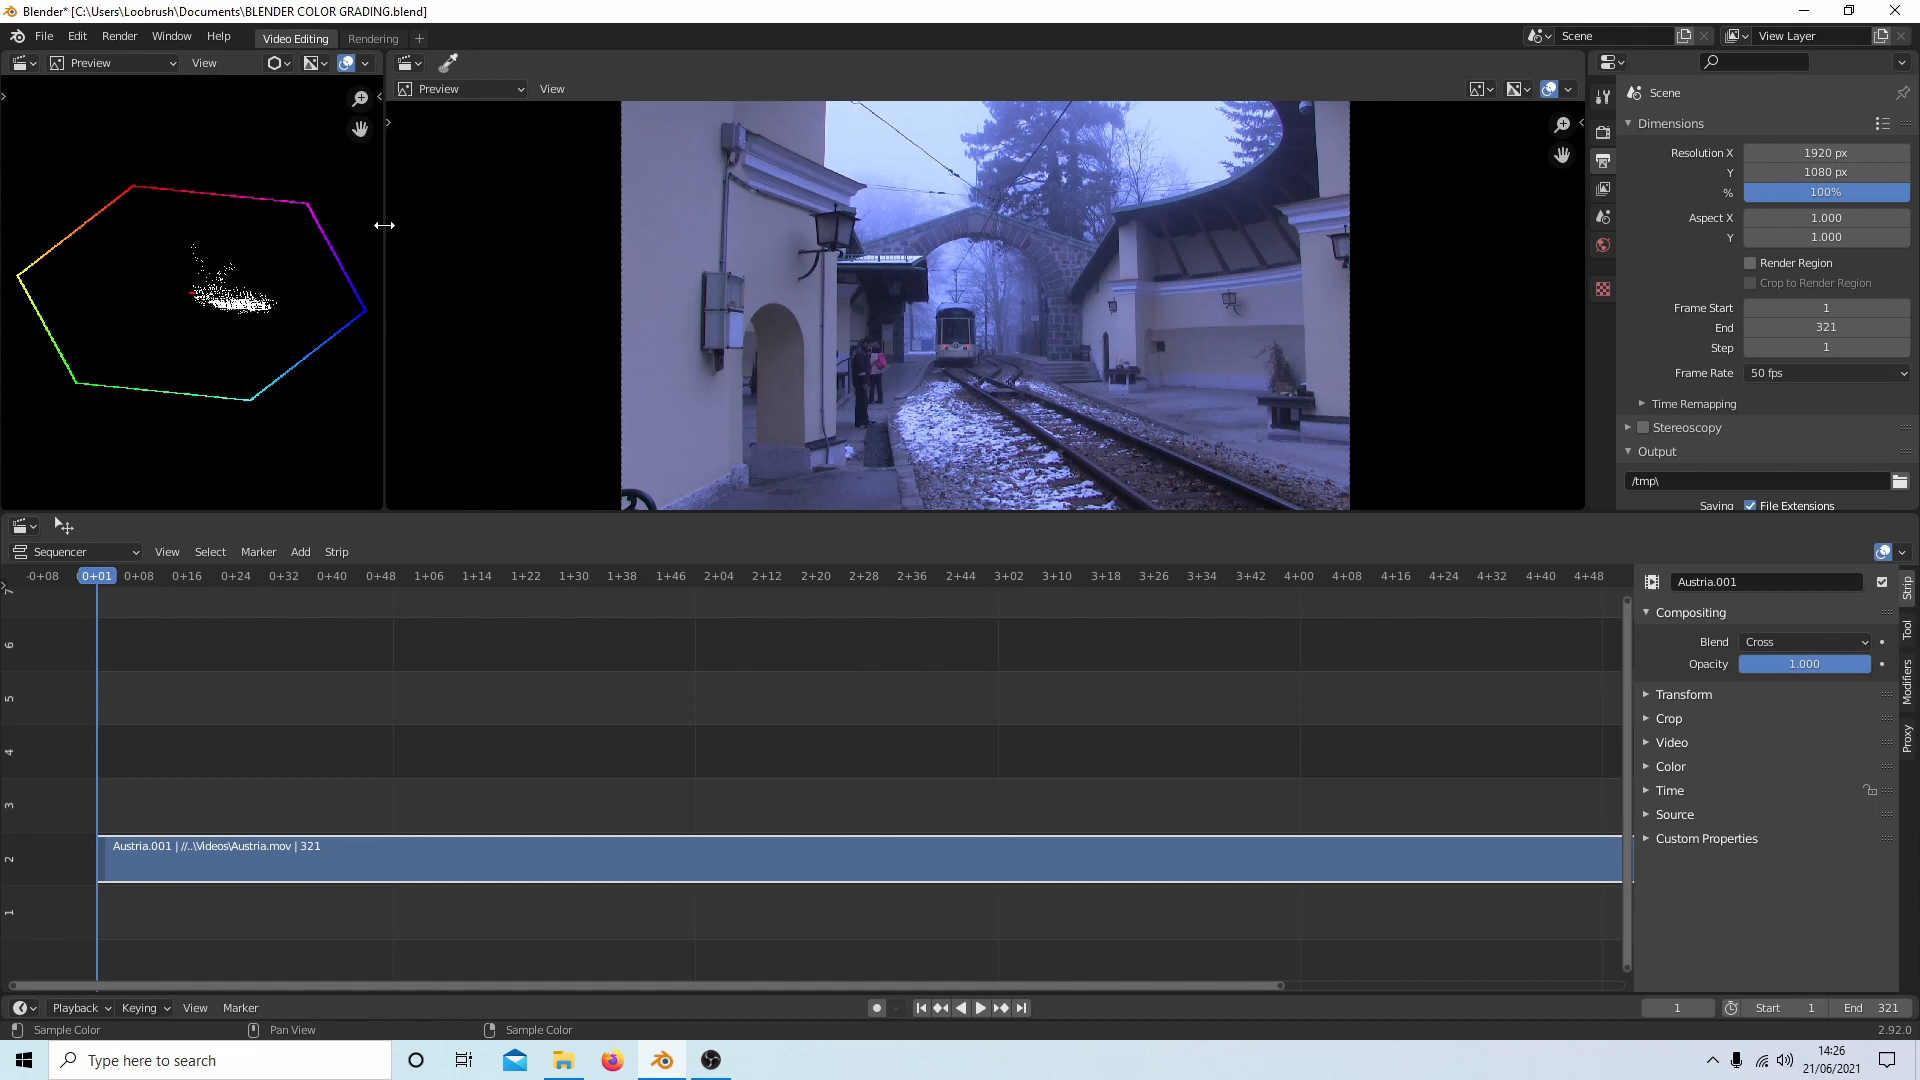 Blender* [C:\Users\Loobrush\Documents\BLENDER COLOR GRADING.blend]
File Edit Render Window Help Video Editing Rendering + Scene View Layer
Preview View
Preview View
Scene
Dimensions
Resolution X 1920 px
Y 1080 px
% 100%
Aspect X 1.000
Y 1.000
Render Region
Crop to Render Region
Frame Start 1
End 321
Step 1
Frame Rate 50 fps
Time Remapping
Stereoscopy
Output
/tmp\
Saving File Extensions
Sequencer View Select Marker Add Strip
-0+08 0+01 0+08 0+16 0+24 0+32 0+40 0+48 1+06 1+14 1+22 1+30 1+38 1+46 2+04 2+12 2+20 2+28 2+36 2+44 3+02 3+10 3+18 3+26 3+34 3+42 4+00 4+08 4+16 4+24 4+32 4+40 4+48
7
6
5
4
3
2
1
Austria.001 | //..\Videos\Austria.mov | 321
Austria.001
Compositing
Blend Cross
Opacity 1.000
Transform
Crop
Video
Color
Time
Source
Custom Properties
Strip
Tool
Modifiers
Proxy
Playback Keying View Marker 1 Start 1 End 321
Sample Color Pan View Sample Color 2.92.0
Type here to search
14:26
21/06/2021